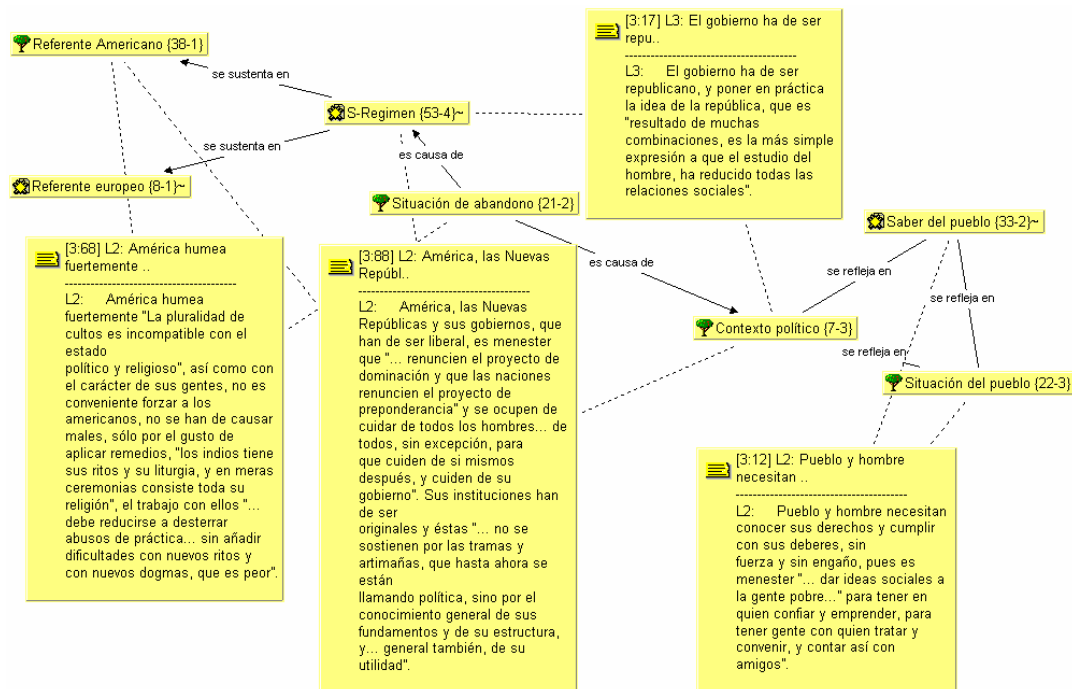 Referente Americano {38-1}
se sustenta en
S-Regimen {53-4}~
se sustenta en
Referente europeo {8-1}~
es causa de
Situación de abandono {21-2}
es causa de
[3:17] L3: El gobierno ha de ser
repu..
L3: El gobierno ha de ser
republicano, y poner en práctica
la idea de la república, que es
"resultado de muchas
combinaciones, es la más simple
expresión a que el estudio del
hombre, ha reducido todas las
relaciones sociales".
Saber del pueblo {33-2}~
se refleja en
se refleja en
Contexto político {7-3}
se refleja en
Situación del pueblo {22-3}
[3:68] L2: América humea
fuertemente ..
L2: América humea
fuertemente "La pluralidad de
cultos es incompatible con el
estado
político y religioso", así como con
el carácter de sus gentes, no es
conveniente forzar a los
americanos, no se han de causar
males, sólo por el gusto de
aplicar remedios, "los indios tiene
sus ritos y su liturgia, y en meras
ceremonias consiste toda su
religión", el trabajo con ellos "...
debe reducirse a desterrar
abusos de práctica... sin añadir
dificultades con nuevos ritos y
con nuevos dogmas, que es peor".
[3:88] L2: América, las Nuevas
Repúbl..
L2: América, las Nuevas
Repúblicas y sus gobiernos, que
han de ser liberal, es menester
que "... renuncien el proyecto de
dominación y que las naciones
renuncien el proyecto de
preponderancia" y se ocupen de
cuidar de todos los hombres... de
todos, sin excepción, para
que cuiden de si mismos
después, y cuiden de su
gobierno". Sus instituciones han
de ser
originales y éstas "... no se
sostienen por las tramas y
artimañas, que hasta ahora se
están
llamando política, sino por el
conocimiento general de sus
fundamentos y de su estructura,
y... general también, de su
utilidad".
[3:12] L2: Pueblo y hombre
necesitan ..
L2: Pueblo y hombre necesitan
conocer sus derechos y cumplir
con sus deberes, sin
fuerza y sin engaño, pues es
menester "... dar ideas sociales a
la gente pobre..." para tener en
quien confiar y emprender, para
tener gente con quien tratar y
convenir, y contar así con
amigos".